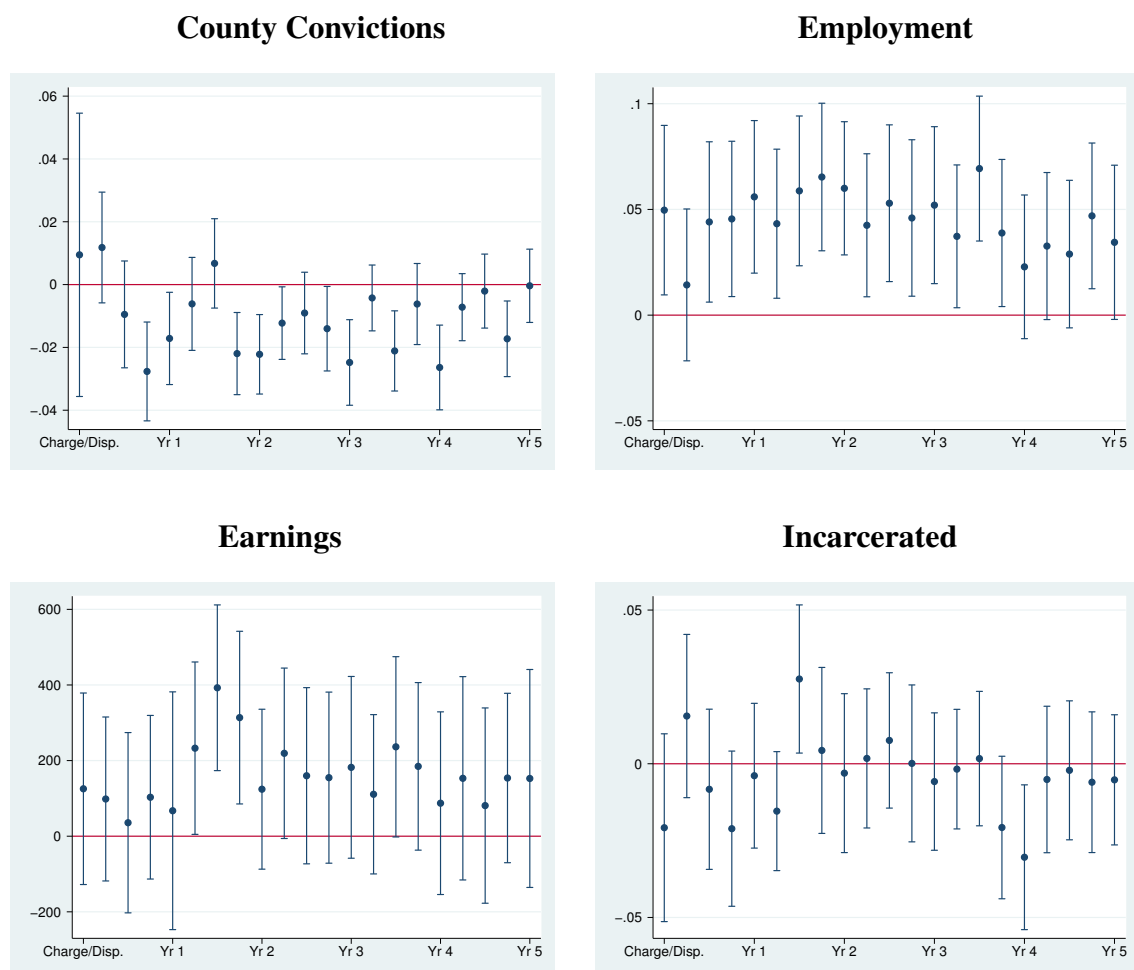 County Convictions
.06
.04
.02
0
−.02
−.04
Charge/Disp. Yr 1 Yr 2 Yr 3 Yr 4 Yr 5
Employment
.1
.05
0
−.05
Charge/Disp. Yr 1 Yr 2 Yr 3 Yr 4 Yr 5
Earnings
600
400
200
0
−200
Charge/Disp. Yr 1 Yr 2 Yr 3 Yr 4 Yr 5
Incarcerated
.05
0
−.05
Charge/Disp. Yr 1 Yr 2 Yr 3 Yr 4 Yr 5